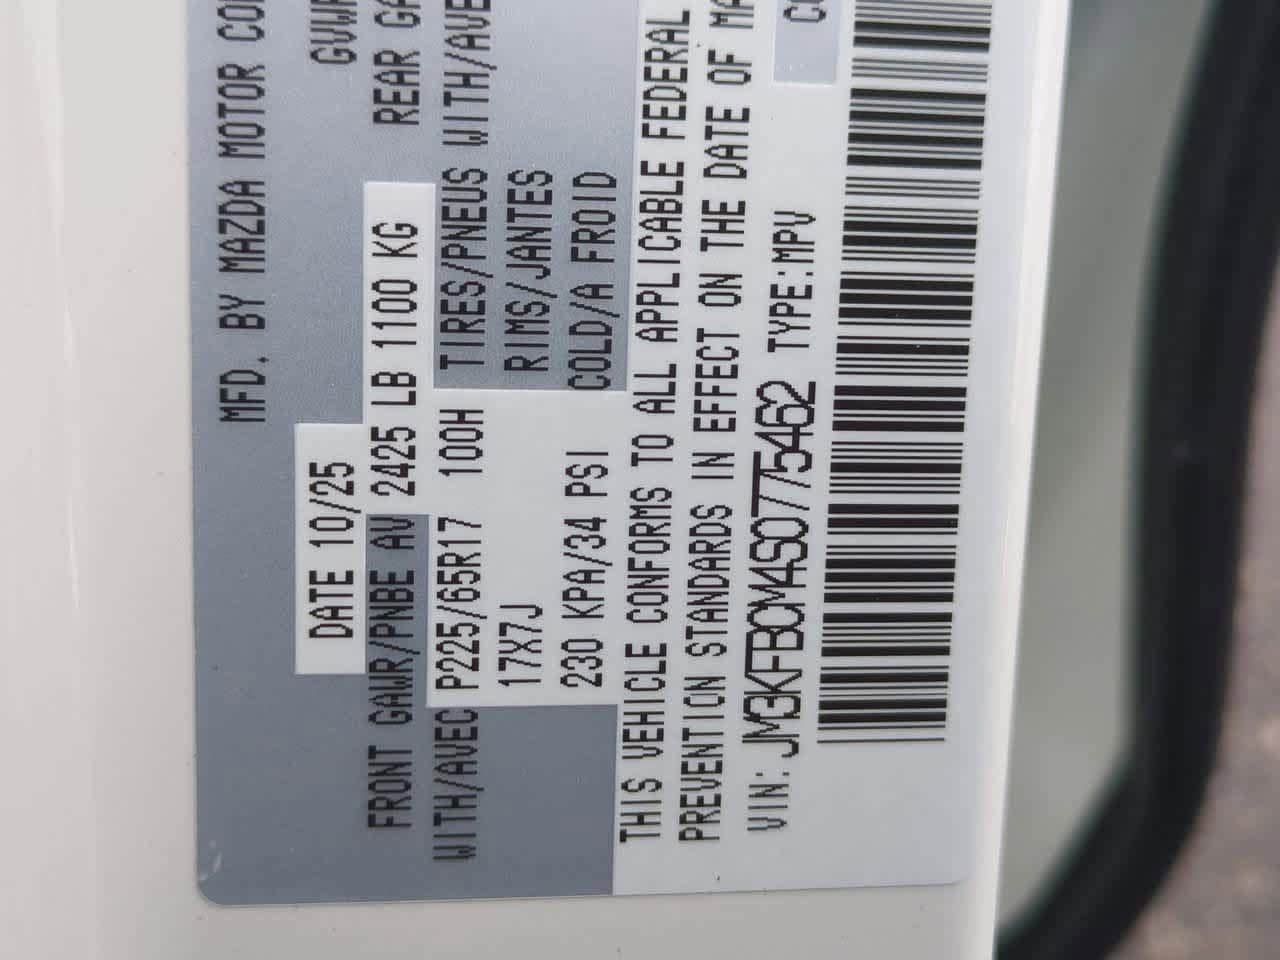 MFD. BY MAZDA MOTOR CO
DATE 10/25 GVWR
FRONT GAWR/PNBE AV 2425 LB 1100 KG REAR GA
WITH/AVEC P225/65R17 100H TIRES/PNEUS WITH/AVE
17X7J RIMS/JANTES
230 KPA/34 PSI COLD/A FROID
THIS VEHICLE CONFORMS TO ALL APPLICABLE FEDERAL
PREVENTION STANDARDS IN EFFECT ON THE DATE OF MA
VIN: JM3KFBCM4S0775462 TYPE:MPV CO